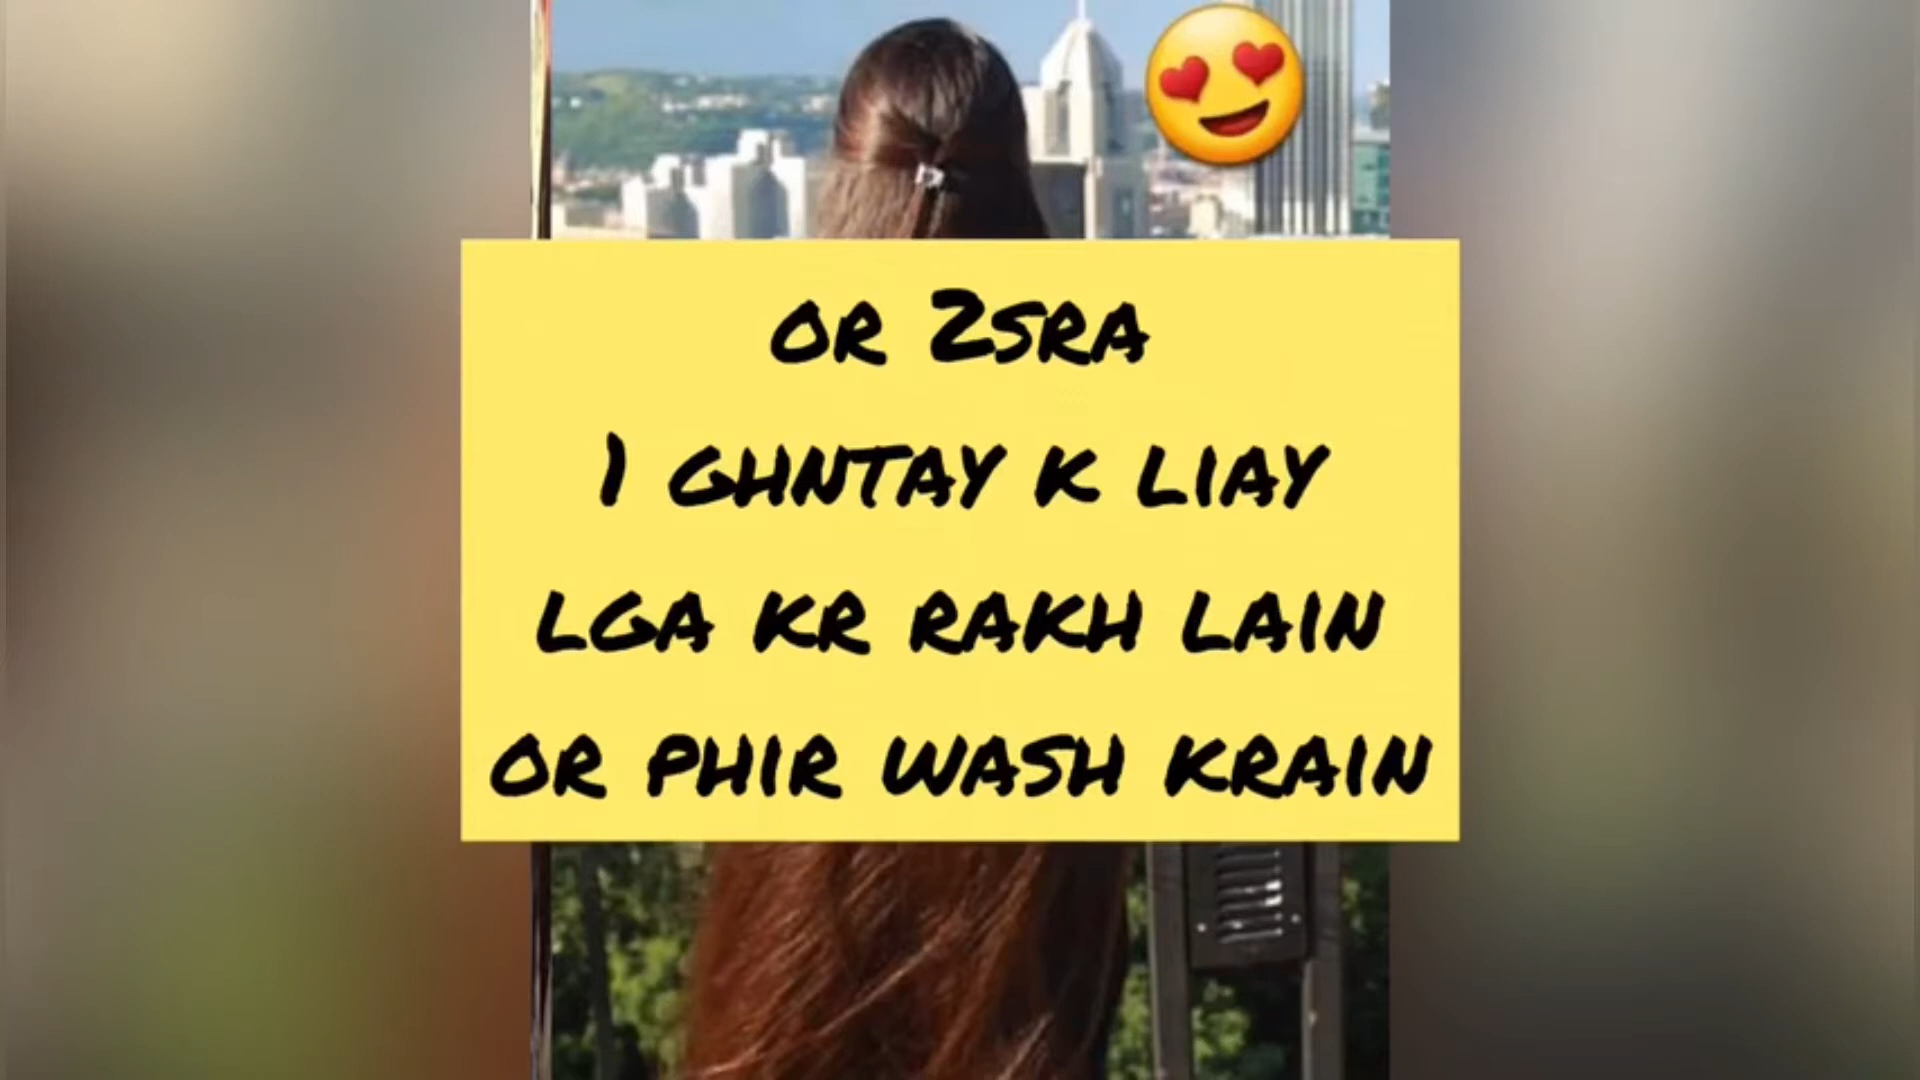 OR 2SRA
1 GHNTAY K LIAY
LGA KR RAKH LAIN
OR PHIR WASH KRAIN